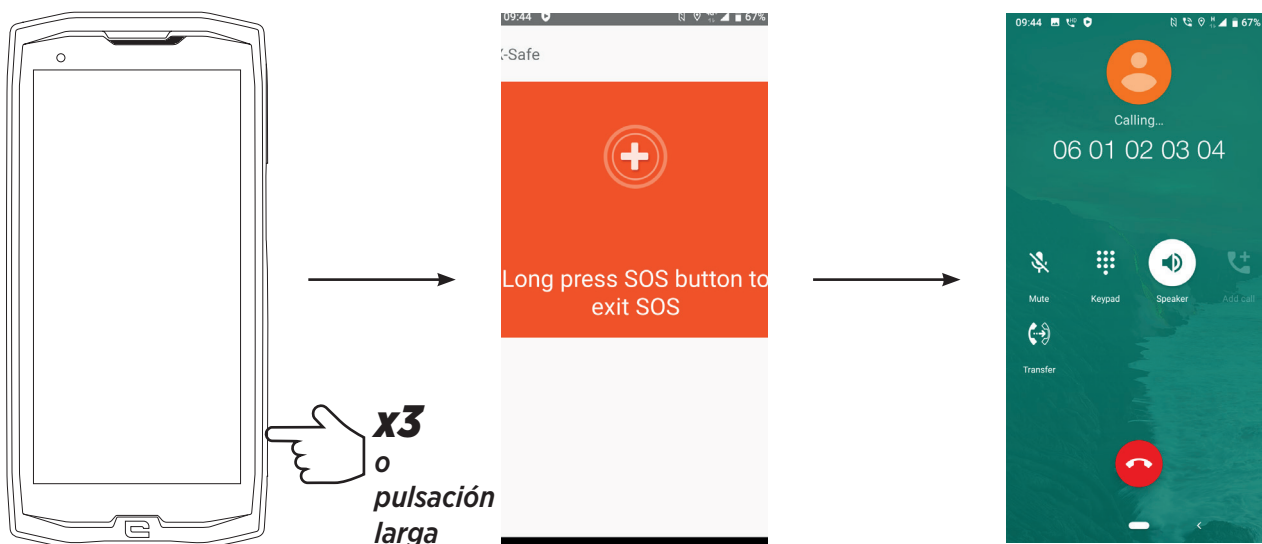 x3
o
pulsación
larga
09:44
67%
X-Safe
Long press SOS button to
exit SOS
09:44
67%
Calling...
06 01 02 03 04
Mute Keypad Speaker Add call
Transfer